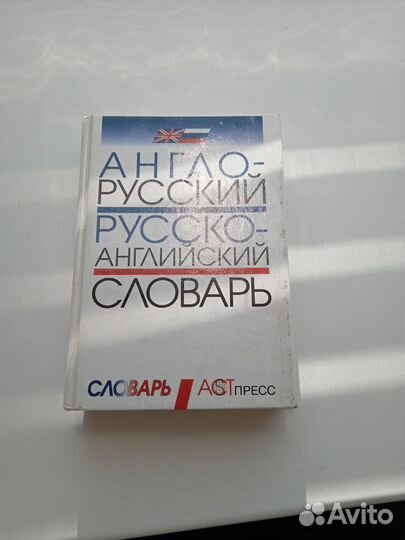 АНГЛО-
РУССКИЙ
РУССКО-
АНГЛИЙСКИЙ
СЛОВАРЬ
СЛОВАРЬ / АСТ ПРЕСС
Avito